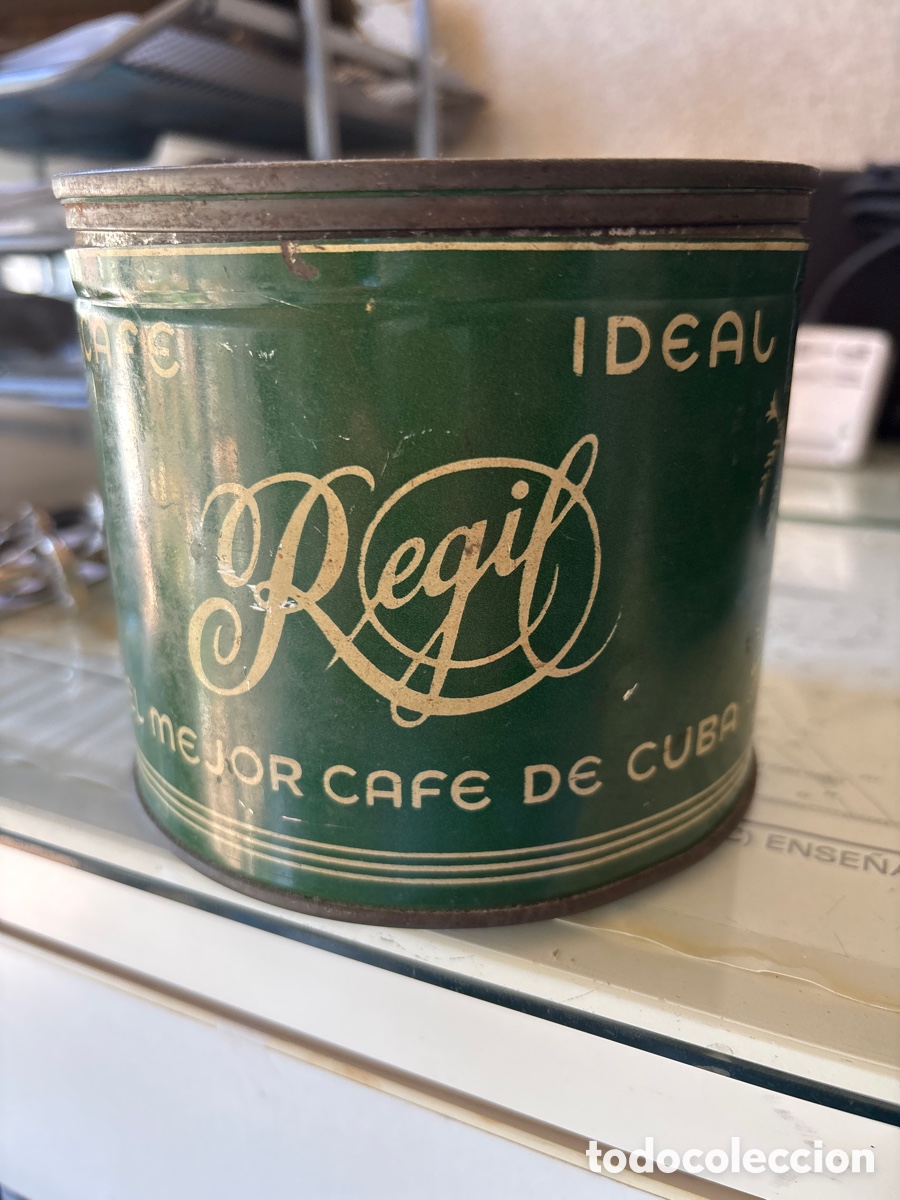 CAFE
IDEAL
Regil
EL MEJOR CAFE DE CUBA
ENSEÑA
todocoleccion